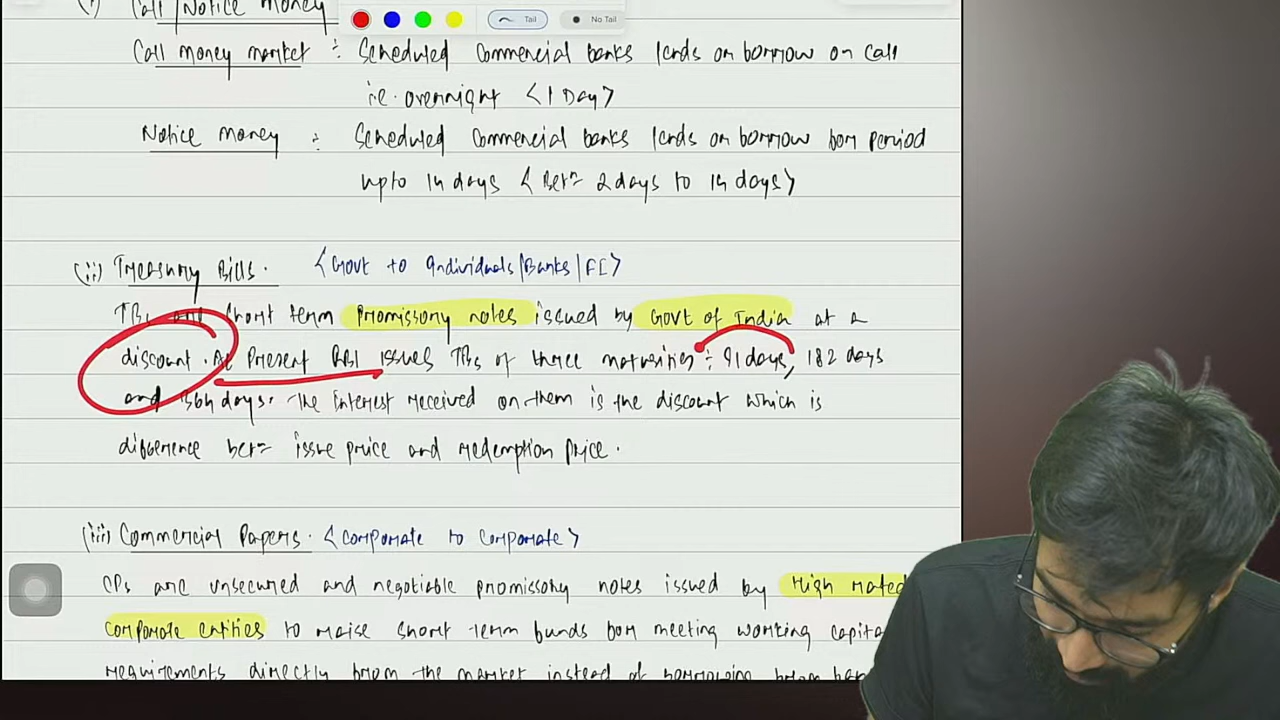 (i) Call/Notice Money
Tail
No Tail
Call money market ÷ Scheduled Commercial banks lends or borrow on call
i.e. overnight <1 Day>
Notice Money ÷ Scheduled Commercial banks lends or borrow for period
upto 14 days <Betn 2 days to 14 days>
(ii) Treasury Bills. <Govt to Individuals/Banks/FI>
TBs are short term promissory notes issued by Govt of India at a
discount. At Present RBI issues TBs of three maturities ÷ 91 days, 182 days
and 364 days. The interest received on them is the discount which is
difference betn issue price and redemption price.
(iii) Commercial Papers. <Corporate to Corporate>
CPs are unsecured and negotiable promissory notes issued by High rated
corporate entities to raise short term funds for meeting working
requirements directly from the market instead of borrowing from